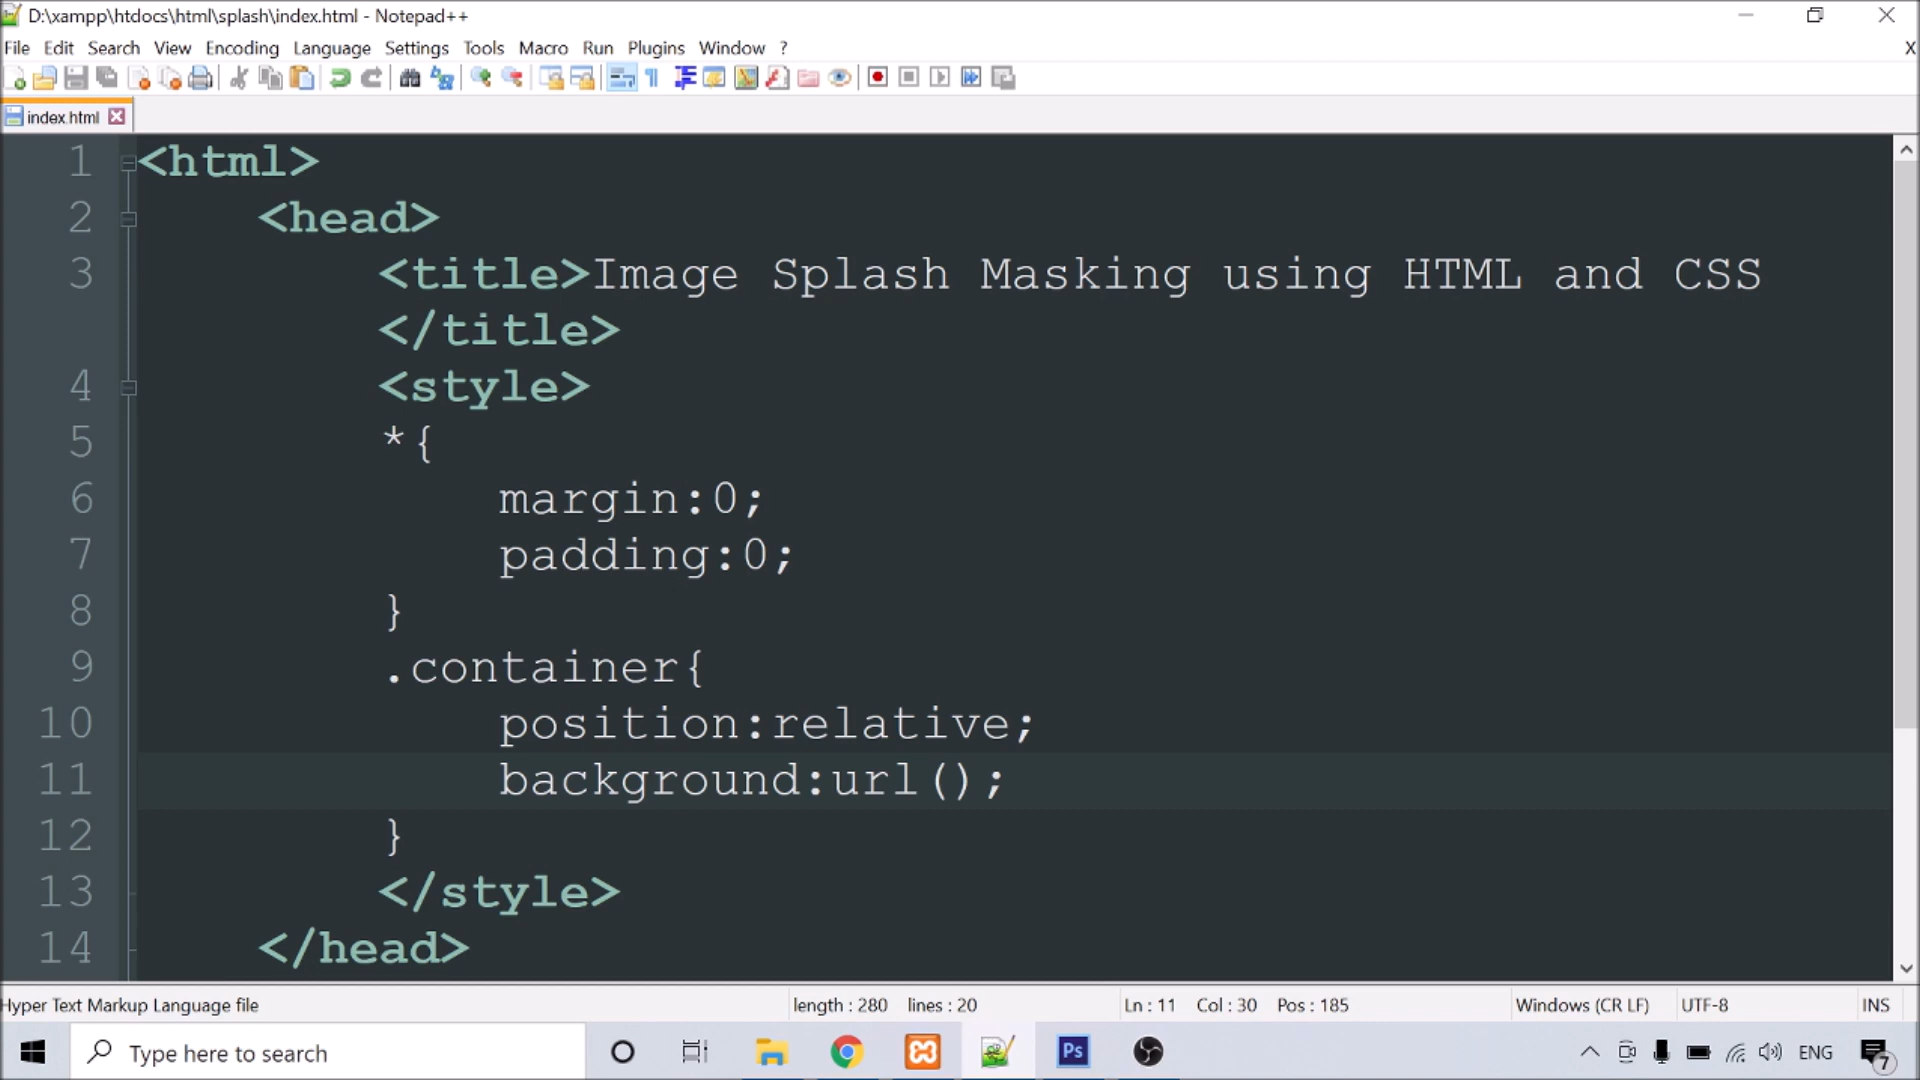 D:\xampp\htdocs\html\splash\index.html - Notepad++
File Edit Search View Encoding Language Settings Tools Macro Run Plugins Window ? X
index.html
1 <html>
2 <head>
3 <title>Image Splash Masking using HTML and CSS
</title>
4 <style>
5 *{
6 margin:0;
7 padding:0;
8 }
9 .container{
10 position:relative;
11 background:url();
12 }
13 </style>
14 </head>
Hyper Text Markup Language file length : 280 lines : 20 Ln : 11 Col : 30 Pos : 185 Windows (CR LF) UTF-8 INS
Type here to search Ps ENG 7